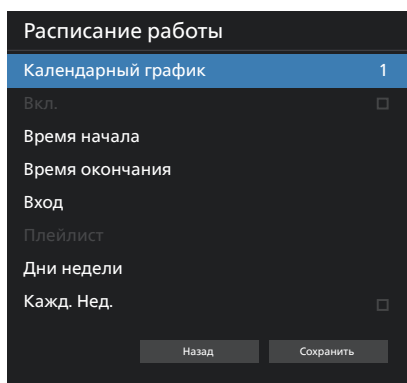 Расписание работы
Календарный график 1
Вкл.
Время начала
Время окончания
Вход
Плейлист
Дни недели
Кажд. Нед.
Назад Сохранить